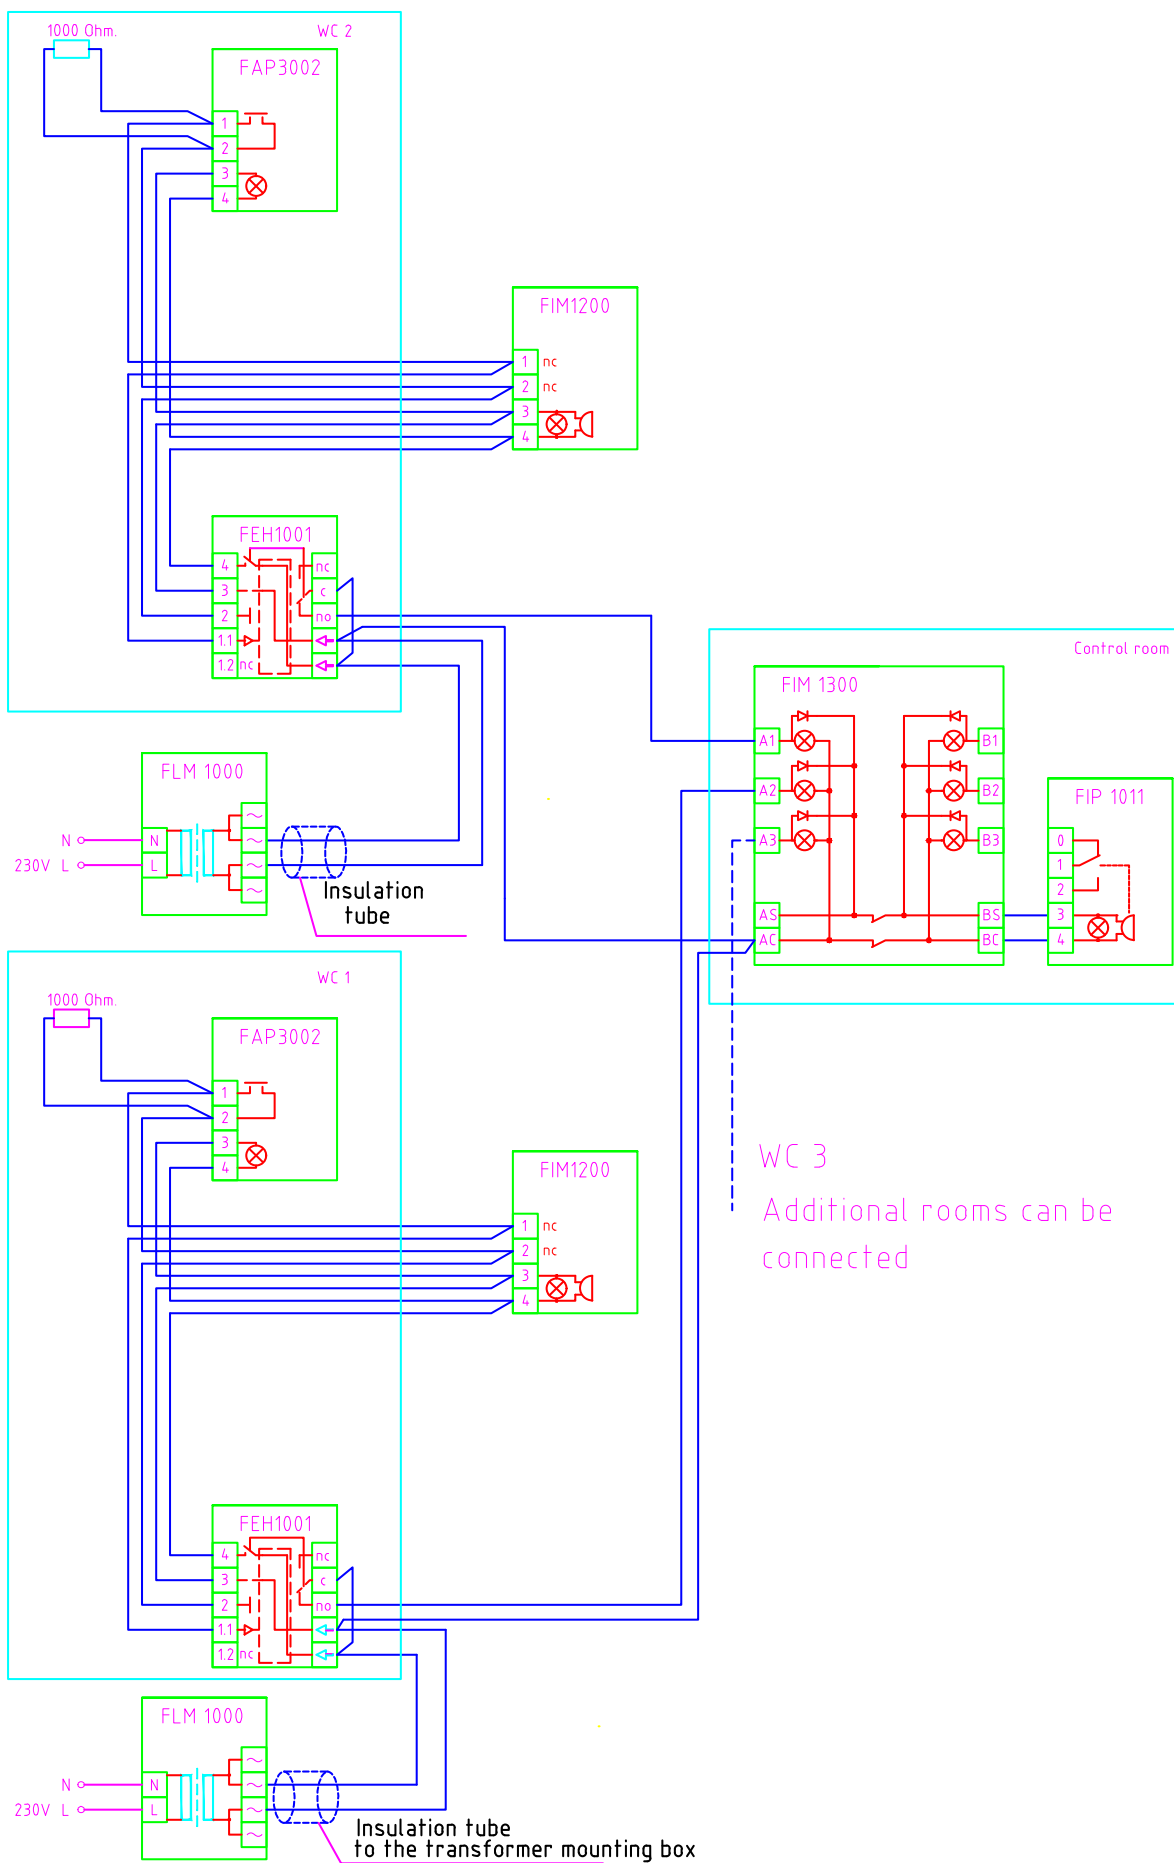 1000 Ohm.
WC 2
FAP3002
1
2
3
4
FIM1200
1 nc
2 nc
3
4
FEH1001
4 nc
3 c
2 no
1.1
1.2 nc
Control room
FIM 1300
A1 B1
A2 B2
A3 B3
AS BS
AC BC
FIP 1011
0
1
2
3
4
FLM 1000
N N
230V L L
Insulation
tube
WC 1
1000 Ohm.
FAP3002
1
2
3
4
WC 3
Additional rooms can be
connected
FIM1200
1 nc
2 nc
3
4
FEH1001
4 nc
3 c
2 no
1.1
1.2 nc
FLM 1000
N N
230V L L
Insulation tube
to the transformer mounting box